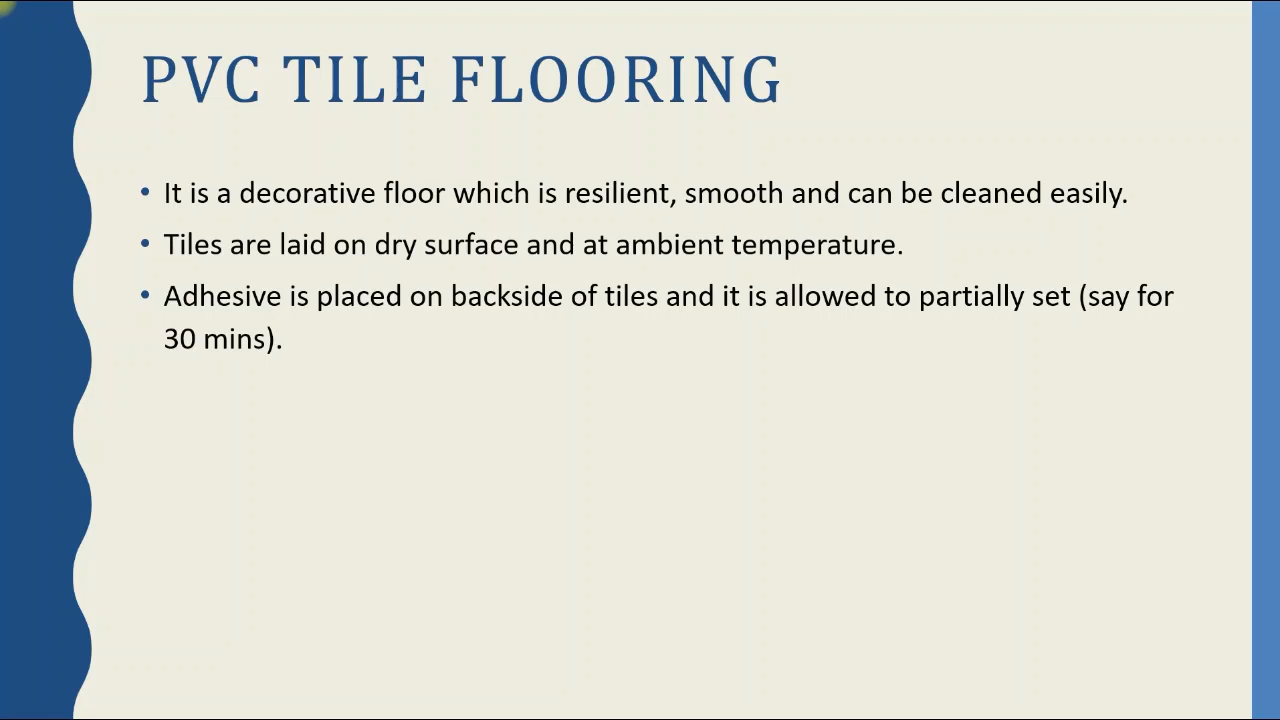 PVC TILE FLOORING
• It is a decorative floor which is resilient, smooth and can be cleaned easily.
• Tiles are laid on dry surface and at ambient temperature.
• Adhesive is placed on backside of tiles and it is allowed to partially set (say for
30 mins).